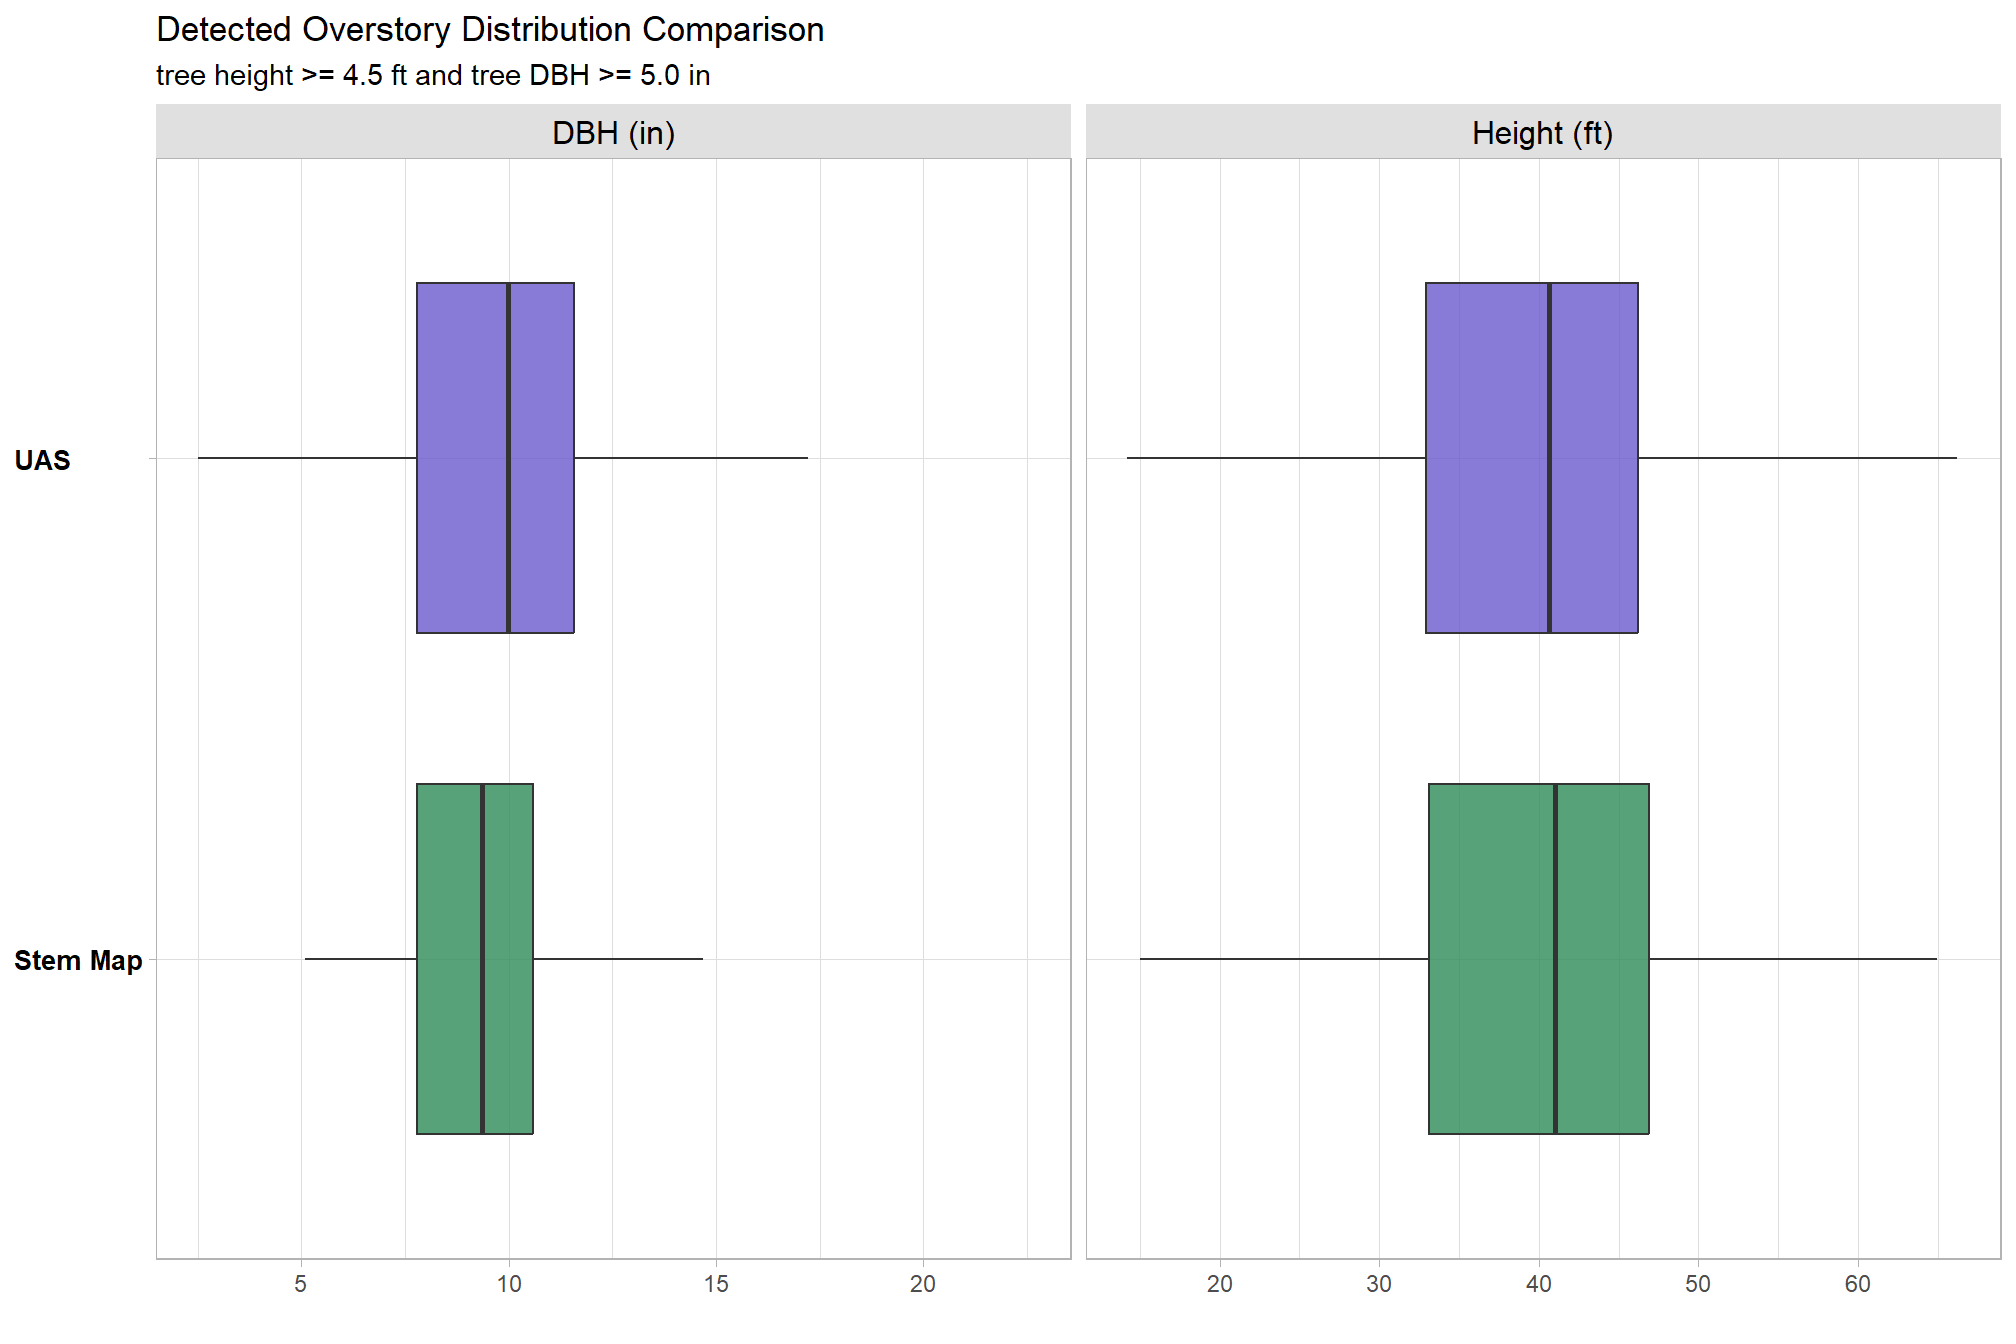 Detected Overstory Distribution Comparison
tree height >= 4.5 ft and tree DBH >= 5.0 in
DBH (in)
Height (ft)
UAS
Stem Map
5 10 15 20
20 30 40 50 60